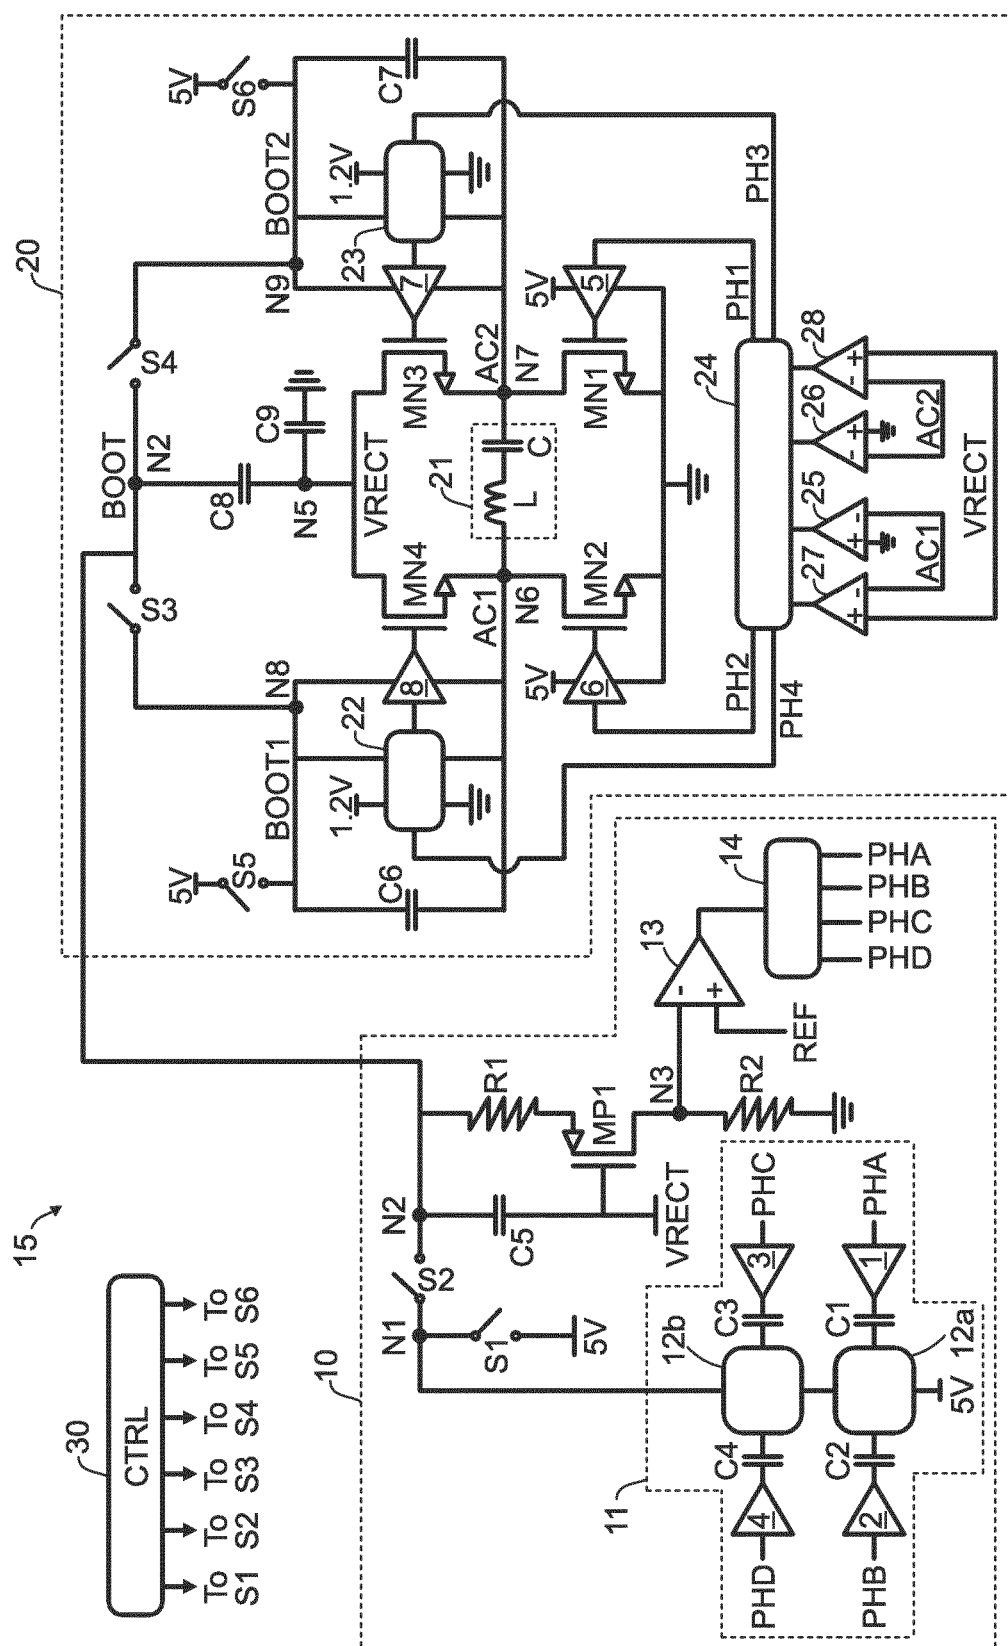 15
30
CTRL
To S1
To S2
To S3
To S4
To S5
To S6
10
N1
S1
5V
S2
N2
C5
VRECT
R1
MP1
N3
R2
REF
13
-
+
14
PHA
PHB
PHC
PHD
11
PHD
4
C4
12b
C3
3
PHC
PHB
2
C2
12a
C1
1
PHA
5V
20
BOOT
N2
S3
S4
C8
N5
C9
5V
S5
BOOT1
N8
C6
1.2V
22
8
MN4
VRECT
AC1
N6
21
L
C
5V
S6
BOOT2
N9
C7
1.2V
23
7
MN3
AC2
N7
5V
6
MN2
MN1
5V
5
PH2
PH4
PH1
PH3
24
27
+
-
25
+
-
26
-
+
28
-
+
AC1
AC2
VRECT